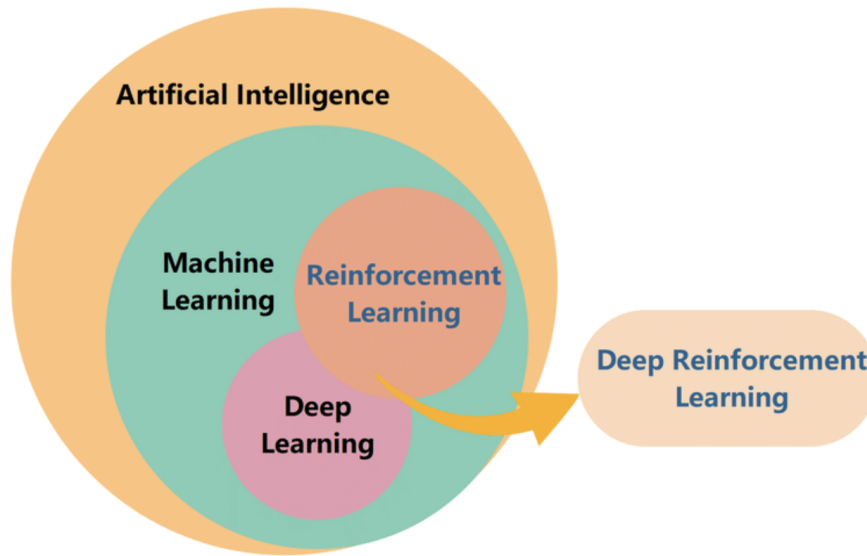 Artificial Intelligence
Machine
Learning
Reinforcement
Learning
Deep
Learning
Deep Reinforcement
Learning